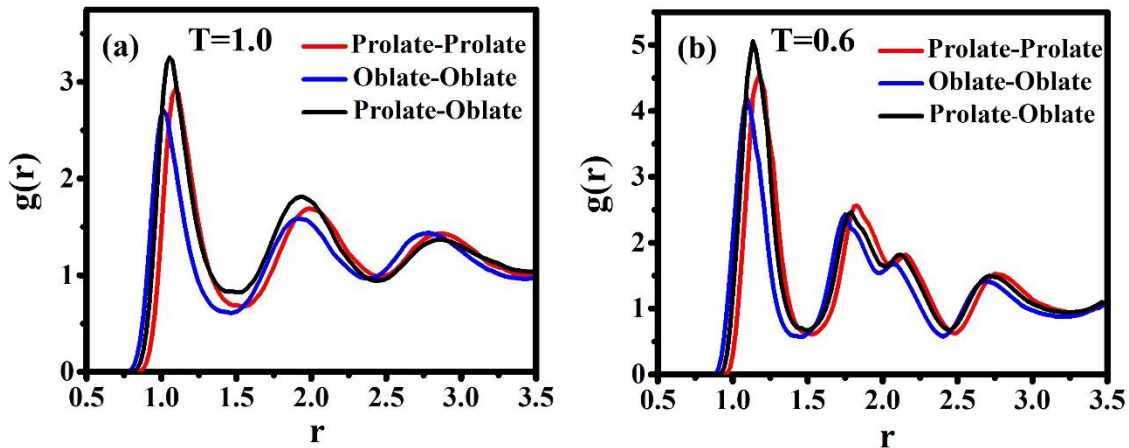 (a)
T=1.0
Prolate-Prolate
Oblate-Oblate
Prolate-Oblate
g(r)
3
2
1
0
0.5 1.0 1.5 2.0 2.5 3.0 3.5
r
(b)
T=0.6
Prolate-Prolate
Oblate-Oblate
Prolate-Oblate
g(r)
5
4
3
2
1
0
0.5 1.0 1.5 2.0 2.5 3.0 3.5
r